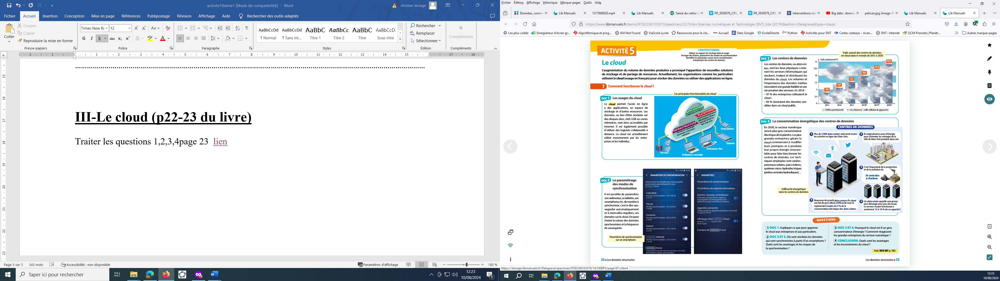 activite1theme1 [Mode de compatibilité] - Word
christian desiage
Fichier Accueil Insertion Conception Mise en page Références Publipostage Révision Affichage Aide Rechercher des outils adaptés
Coller
Couper
Copier
Reproduire la mise en forme
Presse-papiers
Times New R 12
G I S abc x₂ x²
Police
Paragraphe
AaBbCcDd AaBbCcDd AaBbC AaBbCc AaBbC AaBbCcD
¶ Normal ¶ Sans int... Titre 1 Titre 2 Titre Sous-titre
Styles
Rechercher
Remplacer
Sélectionner
Édition
Compléments
Compléments
III-Le cloud (p22-23 du livre)
Traiter les questions 1,2,3,4page 23 lien
Page 3 sur 3 343 mots Accessibilité : non disponible Paramètres d'affichage 180 %
Taper ici pour rechercher
12:23
10/08/2024
Fichier Édition Affichage Historique Marque-pages Outils Aide
Données, comme Lib Manuels 1317968828.mp4 Lib Manuels Saisie du cahier d FR_3930076_CRS_ FR_3930076_CRS_ Interventions réal Big data : donnée pelican.jpg (Image JP Lib Manuels Lib Manuels
https://www.libmanuels.fr/demo/9782206103570/specimen/22/?title=Sciences numériques et Technologie (SNT) 2de (2019)&editor=Delagrave&type=classic
Les plus visités Enregistreur d'écran gr... Algorithmique et prog... 404 Not Found ViaScola Lycée Ressources pour la cla... Accueil Sites Google EcoleDirecte Python Activités pour SNT Cartes cadeaux - Avan... SNT : Internet QCM Pronote | Planèt... Autres marque-pages
ACTIVITÉ 5
CAPACITÉS ATTENDUES :
Utiliser un support de stockage dans le nuage
Partager des fichiers, paramétrer des modes de synchronisation
Identifier les principales causes de la consommation
énergétique des centres de données
Le cloud
L'augmentation du volume de données produites a provoqué l'apparition de nouvelles solutions
de stockage et de partage de ressources. Actuellement, les organisations comme les particuliers
utilisent le cloud (nuage en français) pour stocker des données ou utiliser des applications en ligne.
? Comment fonctionne le cloud ?
DOC 1 Les usages du cloud
Le cloud permet l'accès en ligne
à des applications, un espace de
stockage et d'autres ressources. Les
données, au lieu d'être stockées sur
des disques durs, clefs USB ou cartes
mémoires, sont alors accessibles par
Internet. Il est également possible
d'utiliser des logiciels collaboratifs à
distance. Le cloud est actuellement
utilisé massivement par les entre-
prises et les individus.
Les principales fonctionnalités du cloud
APPLICATION
Logiciels en ligne
PLATEFORME
INFRASTRUCTURE
Smartphone
Tablette
Ordinateur fixe
Ordinateur portable
Serveur
DOC 2 Le paramétrage
des modes de
synchronisation
Il est possible de paramétrer
son ordinateur, sa tablette, son
smartphone, etc. de manière à
synchroniser, c'est-à-dire sau-
vegarder automatiquement
et à intervalles réguliers, ses
données sur le cloud. On peut
choisir la nature des données
synchronisées et la fréquence
de sauvegarde.
Paramètres de synchronisation
sur un smartphone
62% 15:09
PARAMÈTRES DE SYNCHRONISATION
Calendrier
Clavier
Contacts
Galerie
Internet
Notes
62% 15:10
PARAMÈTRES
Paramètres de synchronisation
Paramètres sauvegarde automatique
Synchro./sauveg. en itinérance
Appareils connectés
Affichage icône Cloud
À propos de Cloud
22 Les données structurées
DOC 3 Les centres de données
Les centres de données, ou data cen-
ters, sont les lieux physiques conte-
nant les serveurs informatiques qui
stockent, traitent et distribuent les
données du cloud. Les volumes et
l'importance des données traitées
nécessitent une grande fiabilité et une
sécurisation des serveurs. En 2018 :
– 97 % des entreprises utilisaient le
cloud ;
– 83 % stockaient des données sen-
sibles dans un cloud public.
Trafic annuel des centres de données
en cloud dans le monde de 2015 à 2020
Trafic (zettaoctets**)
15
12,5
10
7,5
5
2,5
0
3,9 5,6 7,7 9,8 11,9 14,1
2015 2016 2017 2018* 2019* 2020*
* : Chiffres prévisionnels ** : Un zettaoctet = mille milliards de gigaoctets
DOC 4 La consommation énergétique des centres de données
En 2030, le secteur numérique
sera le plus gros consommateur
électrique de la planète. Les plus
grandes entreprises gérant le
cloud commencent à modifier
leurs pratiques et à produire
leur propre énergie renouve-
lable pour faire fonctionner les
centres de données. Les tech-
niques employées sont variées :
panneaux solaires, parcs éoliens,
systèmes micro-hydroélectriques
(petites centrales hydrauliques)…
L'efficacité énergétique
dans les centres de données
CENTRES DE DONNÉES
1 Plus de 2 000 data centers exécutent toutes
les activités en ligne des États-Unis.
2 Ils engloutissent assez d'énergie
pour alimenter les ménages de la
ville de New-York pendant deux ans.
3 C'est l'équivalent de la production
et de la pollution de
34 centrales
à charbon.
4 Beaucoup de grands data centers du cloud
ont fait de gros efforts d'efficacité mais ils
représentent moins de 5 % de la
consommation électrique des data centers.
5 Un data center gaspille une grosse
part d'énergie pour peu de travail.
Le serveur moyen fonctionne à
seulement 12 à 18 % de sa capacité !
QUESTIONS
1 DOC 1. Expliquer ce que peut apporter
le cloud aux entreprises et aux particuliers.
2 DOC 2 ET 3. Où sont stockées les données
qui sont synchronisées à partir d'un smartphone ?
Quels sont les avantages et les risques de
la synchronisation ?
3 DOC 3 ET 4. Pourquoi le cloud est-il un gros
consommateur d'énergie ? Comment réagissent
les grandes entreprises du secteur numérique ?
4 CONCLUSION. Quels sont les avantages
et les inconvénients du cloud ?
Voir DICO SNT p. 185
Les données structurées 23
https://storage.libmanuels.fr/Delagrave/specimen/9782206103570/18/OEBPS/page187.xhtml
12:23
10/08/2024